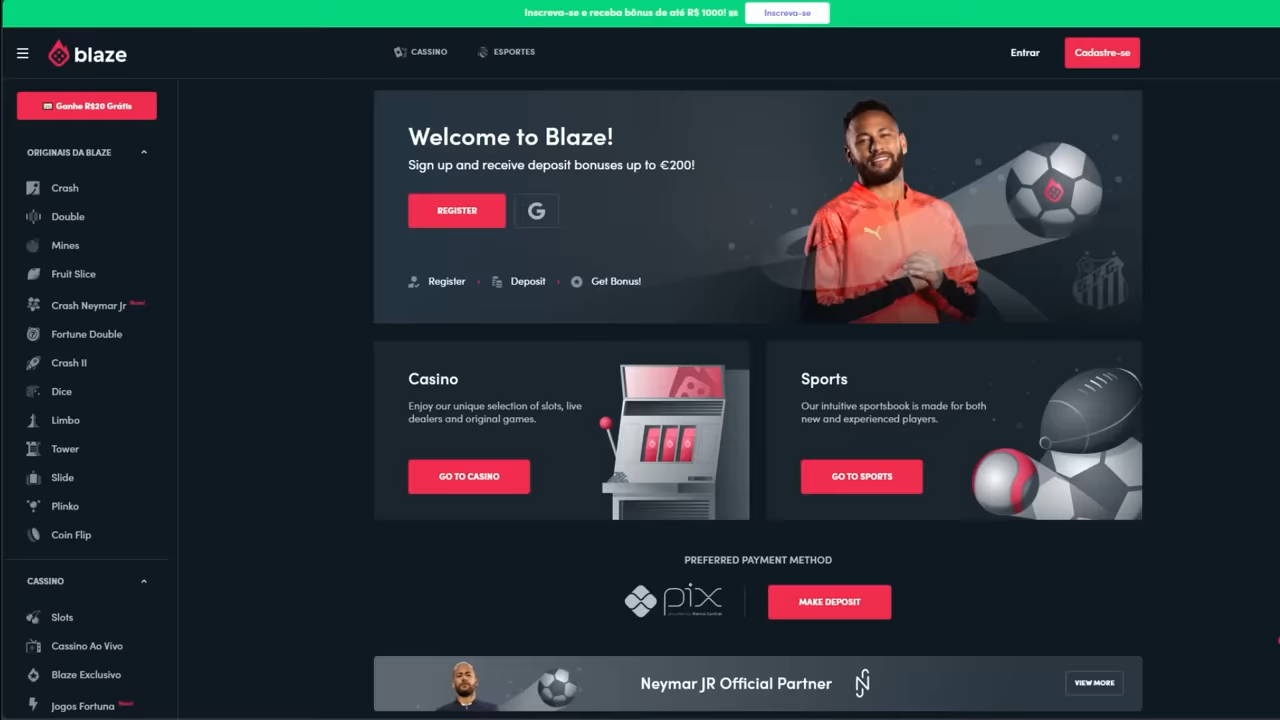 Inscreva-se e receba bônus de até R$ 1000!
Inscreva-se
blaze
CASSINO
ESPORTES
Entrar
Cadastre-se
Ganhe R$20 Grátis
ORIGINAIS DA BLAZE
Crash
Double
Mines
Fruit Slice
Crash Neymar Jr Novo!
Fortune Double
Crash II
Dice
Limbo
Tower
Slide
Plinko
Coin Flip
CASSINO
Slots
Cassino Ao Vivo
Blaze Exclusivo
Jogos Fortuna Novo!
Welcome to Blaze!
Sign up and receive deposit bonuses up to €200!
REGISTER
G
Register
Deposit
Get Bonus!
Casino
Enjoy our unique selection of slots, live
dealers and original games.
GO TO CASINO
Sports
Our intuitive sportsbook is made for both
new and experienced players.
GO TO SPORTS
PREFERRED PAYMENT METHOD
pix
MAKE DEPOSIT
Neymar JR Official Partner
VIEW MORE